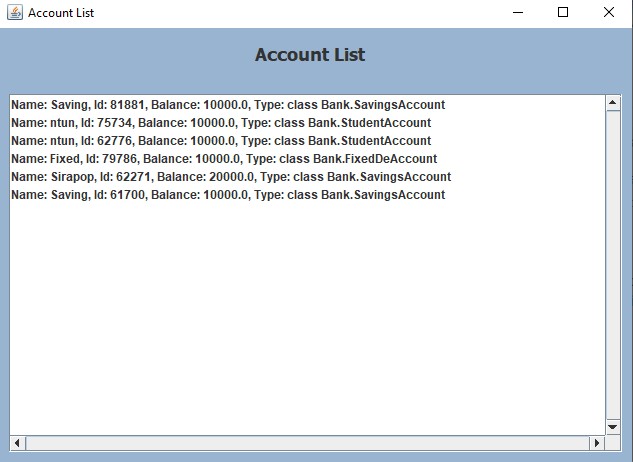 Account List
Account List
Name: Saving, Id: 81881, Balance: 10000.0, Type: class Bank.SavingsAccount
Name: ntun, Id: 75734, Balance: 10000.0, Type: class Bank.StudentAccount
Name: ntun, Id: 62776, Balance: 10000.0, Type: class Bank.StudentAccount
Name: Fixed, Id: 79786, Balance: 10000.0, Type: class Bank.FixedDeAccount
Name: Sirapop, Id: 62271, Balance: 20000.0, Type: class Bank.SavingsAccount
Name: Saving, Id: 61700, Balance: 10000.0, Type: class Bank.SavingsAccount